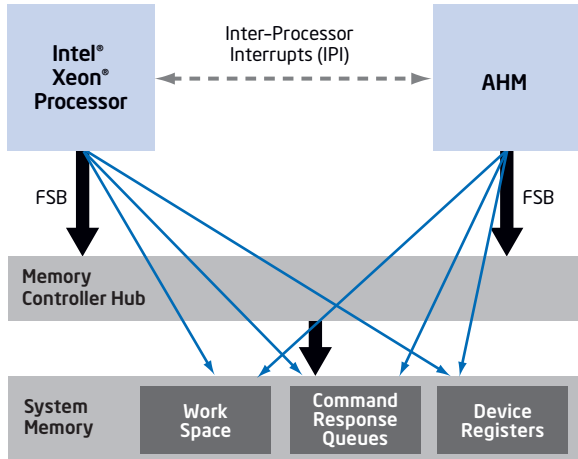 Intel®
Xeon®
Processor
Inter-Processor
Interrupts (IPI)
AHM
FSB
FSB
Memory
Controller Hub
System
Memory
Work
Space
Command
Response
Queues
Device
Registers